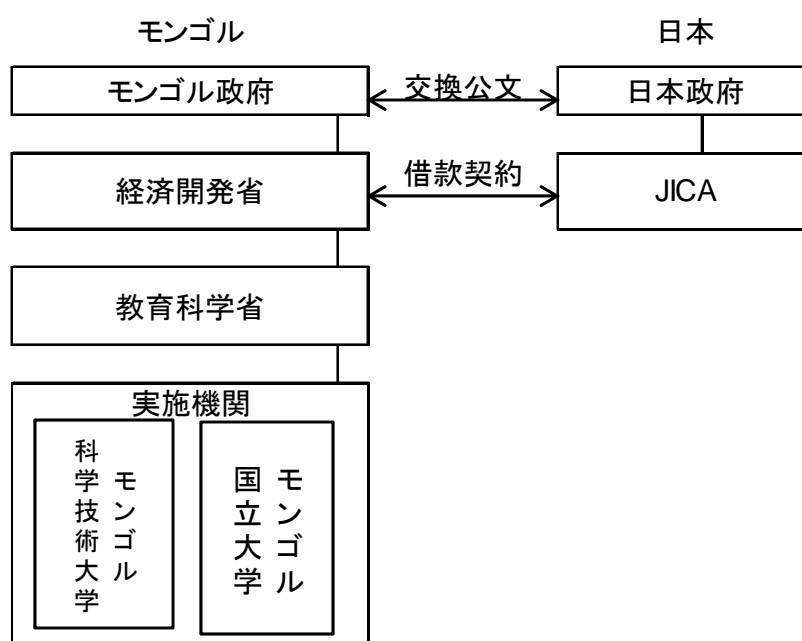 モンゴル
日本
モンゴル政府
交換公文
日本政府
経済開発省
借款契約
JICA
教育科学省
実施機関
モンゴル
科学技術大学
モンゴル
国立大学